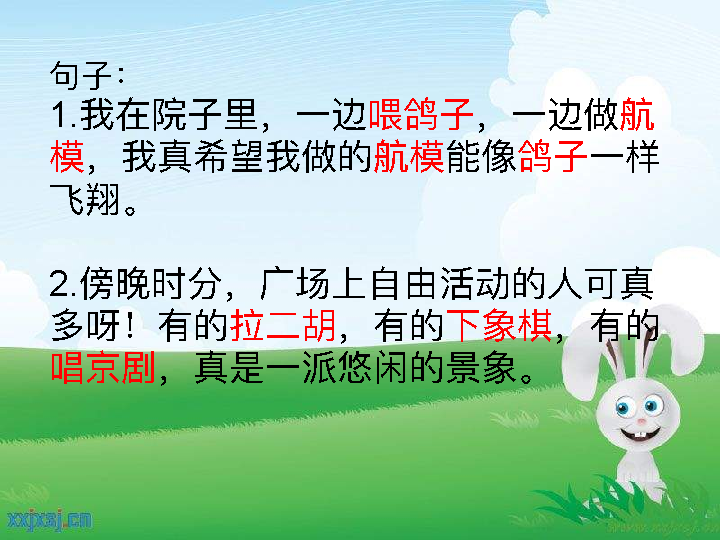 句子：
1.我在院子里，一边喂鸽子，一边做航
模，我真希望我做的航模能像鸽子一样
飞翔。
2.傍晚时分，广场上自由活动的人可真
多呀！有的拉二胡，有的下象棋，有的
唱京剧，真是一派悠闲的景象。
xxjxsj.cn